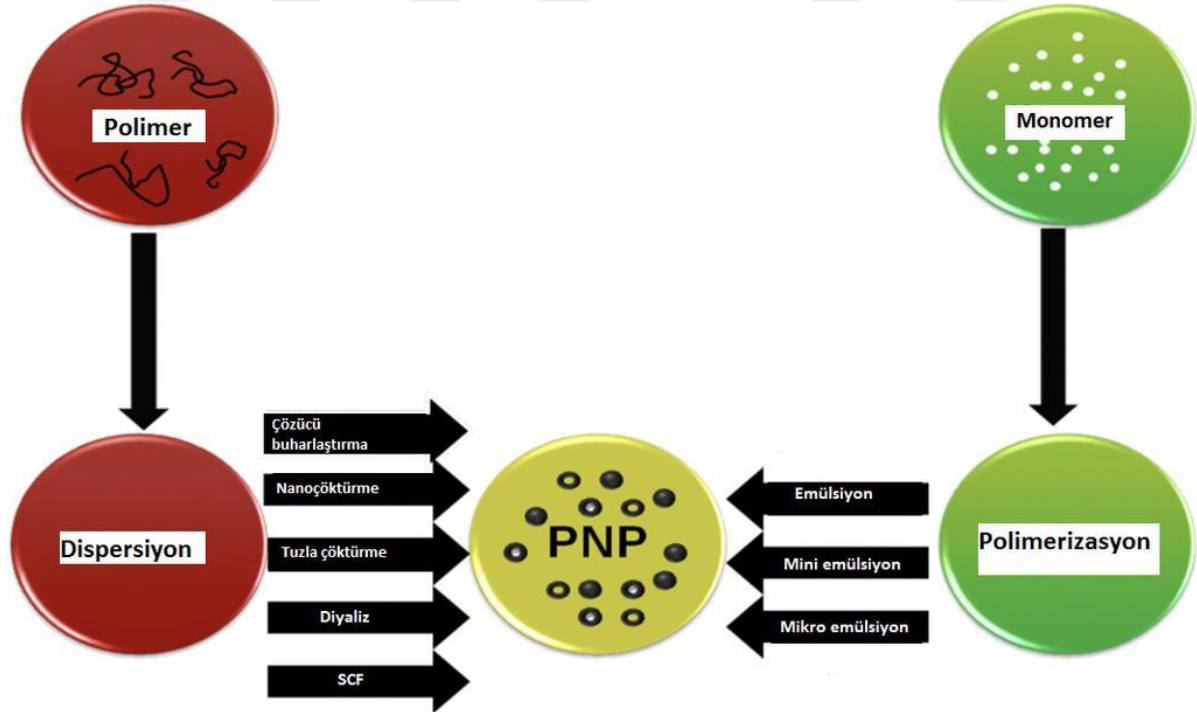 Polimer
Monomer
Çözücü
buharlaştırma
Nanoçöktürme
Tuzla çöktürme
Diyaliz
SCF
Dispersiyon
PNP
Emülsiyon
Mini emülsiyon
Mikro emülsiyon
Polimerizasyon